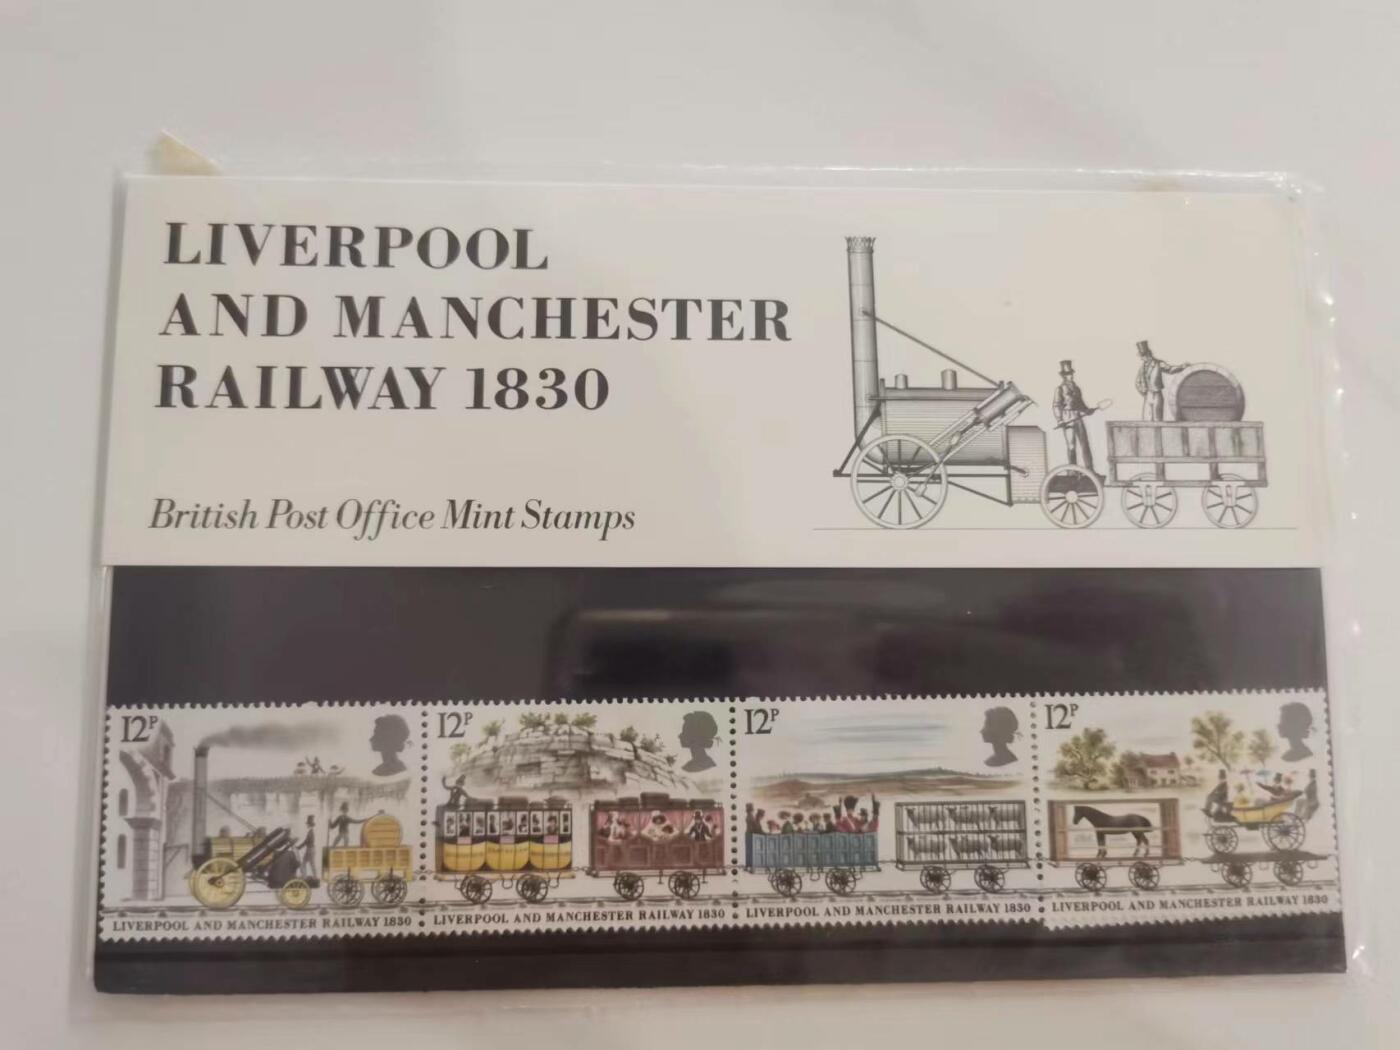 LIVERPOOL
AND MANCHESTER
RAILWAY 1830
British Post Office Mint Stamps
12P
12P
12P
12P
LIVERPOOL AND MANCHESTER RAILWAY 1830
LIVERPOOL AND MANCHESTER RAILWAY 1830
LIVERPOOL AND MANCHESTER RAILWAY 1830
LIVERPOOL AND MANCHESTER RAILWAY 1830